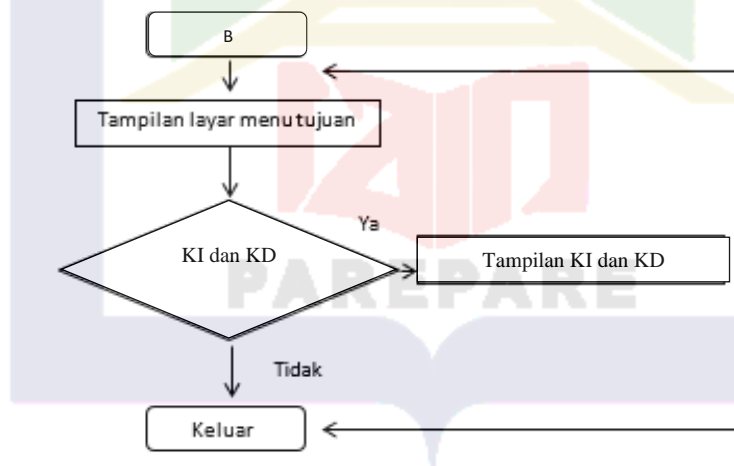 B
Tampilan layar menu tujuan
Ya
KI dan KD
Tampilan KI dan KD
PAREPARE
Tidak
Keluar